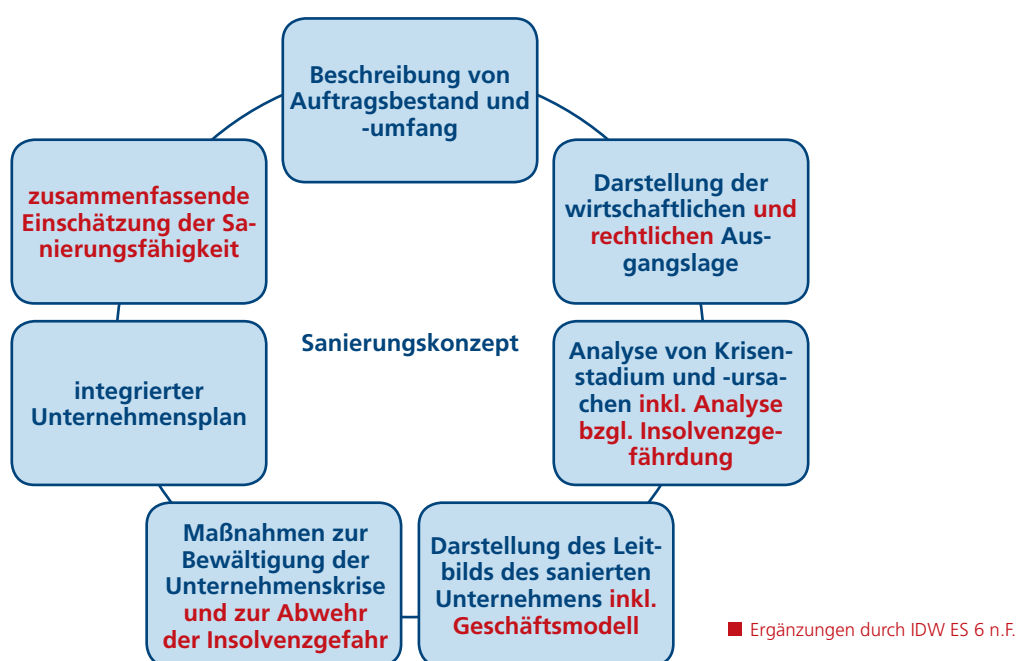 Beschreibung von
Auftragsbestand und
-umfang
Darstellung der
wirtschaftlichen und
rechtlichen Aus-
gangslage
Analyse von Krisen-
stadium und -ursa-
chen inkl. Analyse
bzgl. Insolvenzge-
fährdung
Darstellung des Leit-
bilds des sanierten
Unternehmens inkl.
Geschäftsmodell
Maßnahmen zur
Bewältigung der
Unternehmenskrise
und zur Abwehr
der Insolvenzgefahr
integrierter
Unternehmensplan
zusammenfassende
Einschätzung der Sa-
nierungsfähigkeit
Sanierungskonzept
Ergänzungen durch IDW ES 6 n.F.